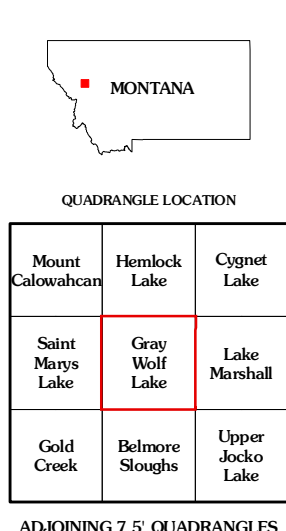 MONTANA
QUADRANGLE LOCATION
Mount
Calowahcan
Hemlock
Lake
Cygnet
Lake
Saint
Marys
Lake
Gray
Wolf
Lake
Lake
Marshall
Gold
Creek
Belmore
Sloughs
Upper
Jocko
Lake
ADJOINING 7.5' QUADRANGLES